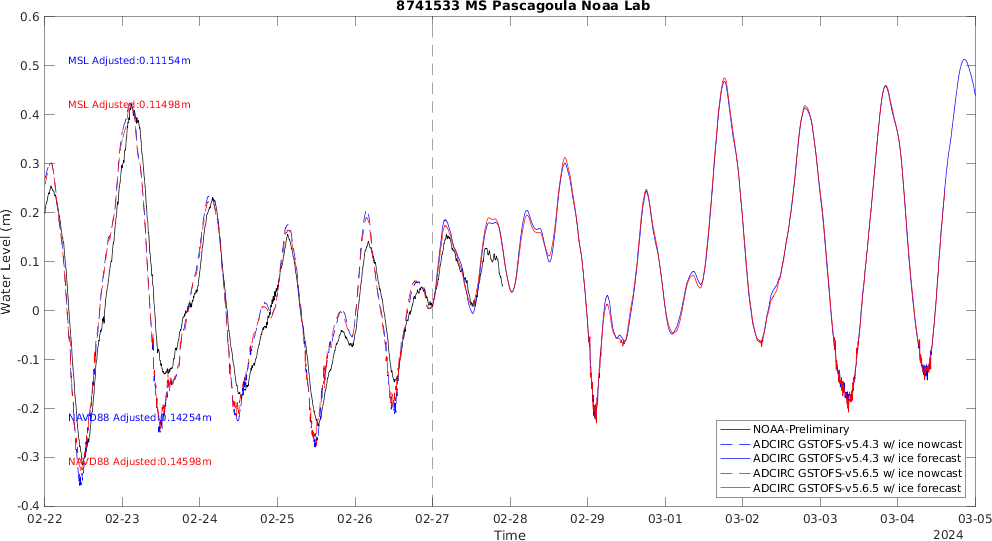 8741533 MS Pascagoula Noaa Lab
0.6
0.5
0.4
0.3
0.2
0.1
0
-0.1
-0.2
-0.3
-0.4
Water Level (m)
MSL Adjusted:0.11154m
MSL Adjusted:0.11498m
NAVD88 Adjusted:0.14254m
NAVD88 Adjusted:0.14598m
NOAA-Preliminary
ADCIRC GSTOFS-v5.4.3 w/ ice nowcast
ADCIRC GSTOFS-v5.4.3 w/ ice forecast
ADCIRC GSTOFS-v5.6.5 w/ ice nowcast
ADCIRC GSTOFS-v5.6.5 w/ ice forecast
02-22 02-23 02-24 02-25 02-26 02-27 02-28 02-29 03-01 03-02 03-03 03-04 03-05
Time
2024